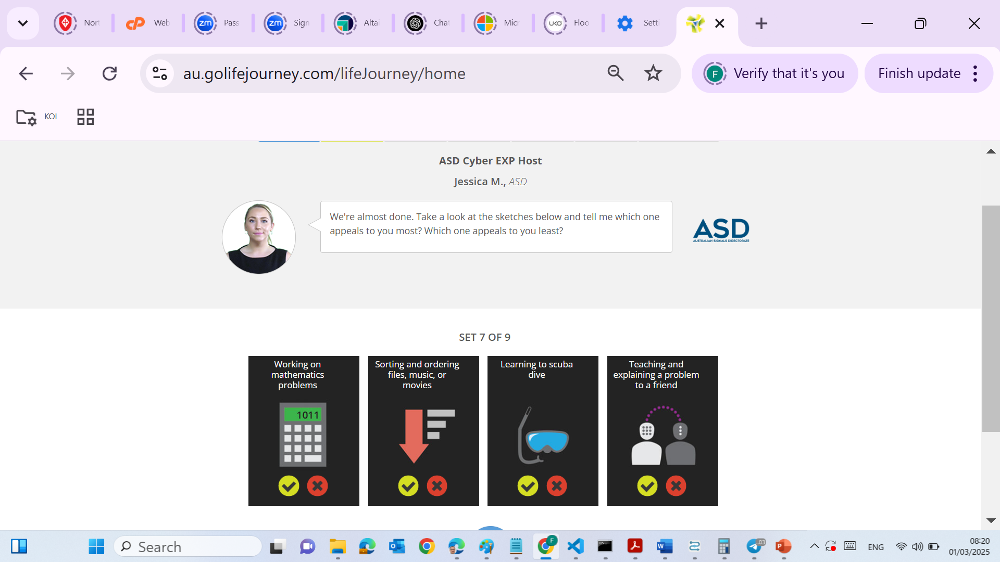 Nort
Web
Pass
Sign
Altai
Chat
Micr
UKO
Floo
Setti
au.golifejourney.com/lifeJourney/home
F
Verify that it's you
Finish update
KOI
ASD Cyber EXP Host
Jessica M., ASD
We're almost done. Take a look at the sketches below and tell me which one
appeals to you most? Which one appeals to you least?
ASD
AUSTRALIAN SIGNALS DIRECTORATE
SET 7 OF 9
Working on
mathematics
problems
1011
Sorting and ordering
files, music, or
movies
Learning to scuba
dive
Teaching and
explaining a problem
to a friend
Search
ENG
08:20
01/03/2025